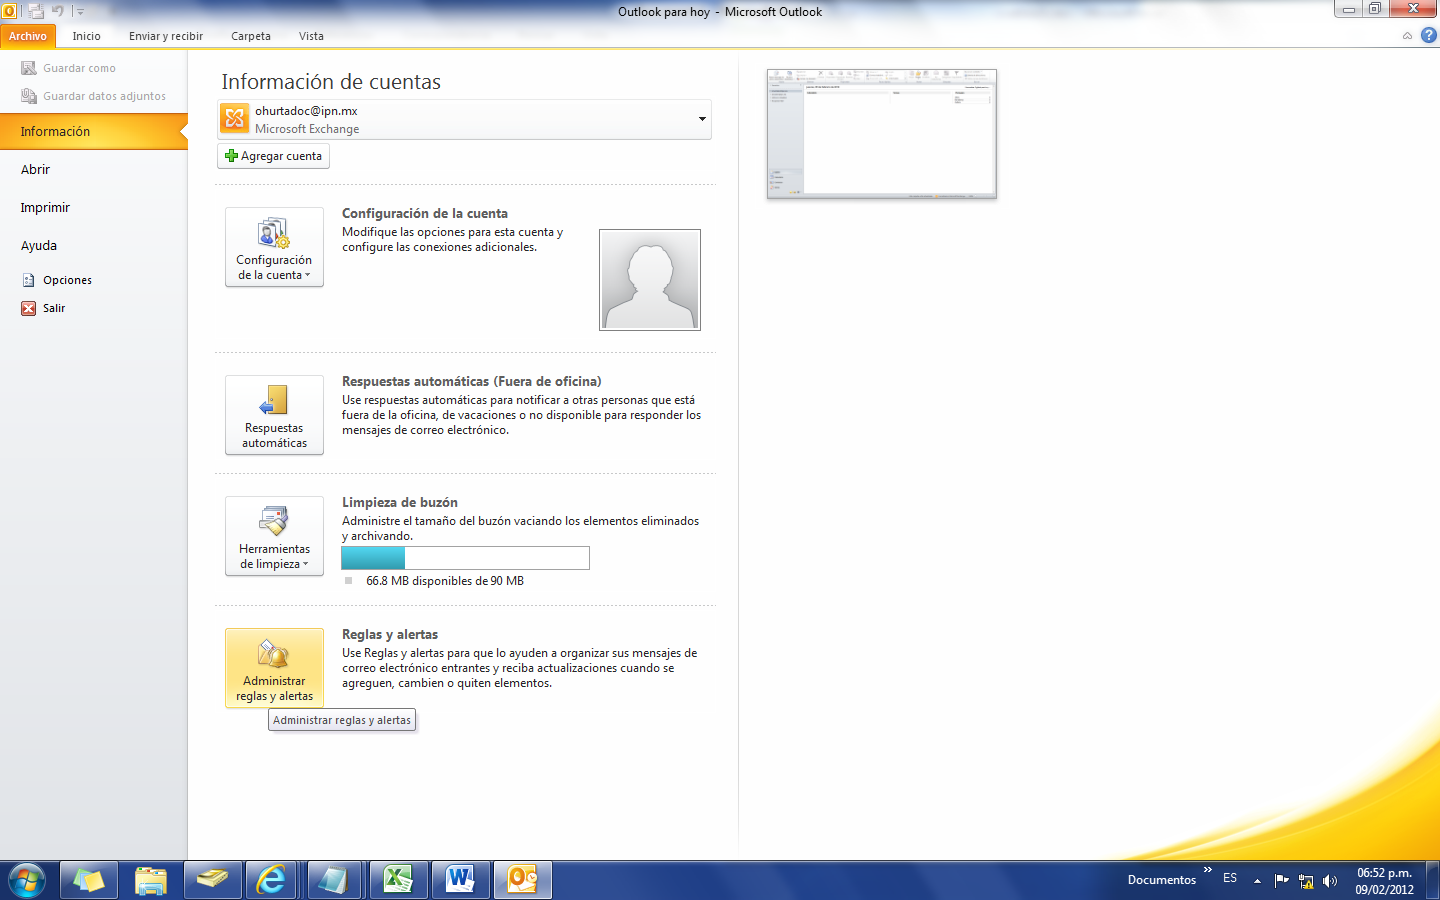 Outlook para hoy - Microsoft Outlook
Archivo
Inicio
Enviar y recibir
Carpeta
Vista
Guardar como
Guardar datos adjuntos
Información
Abrir
Imprimir
Ayuda
Opciones
Salir
Información de cuentas
ohurtadoc@ipn.mx
Microsoft Exchange
Agregar cuenta
Configuración
de la cuenta
Configuración de la cuenta
Modifique las opciones para esta cuenta y
configure las conexiones adicionales.
Respuestas
automáticas
Respuestas automáticas (Fuera de oficina)
Use respuestas automáticas para notificar a otras personas que está
fuera de la oficina, de vacaciones o no disponible para responder los
mensajes de correo electrónico.
Herramientas
de limpieza
Limpieza de buzón
Administre el tamaño del buzón vaciando los elementos eliminados
y archivando.
66.8 MB disponibles de 90 MB
Administrar
reglas y alertas
Reglas y alertas
Use Reglas y alertas para que lo ayuden a organizar sus mensajes de
correo electrónico entrantes y reciba actualizaciones cuando se
agreguen, cambien o quiten elementos.
Administrar reglas y alertas
Documentos
ES
06:52 p.m.
09/02/2012